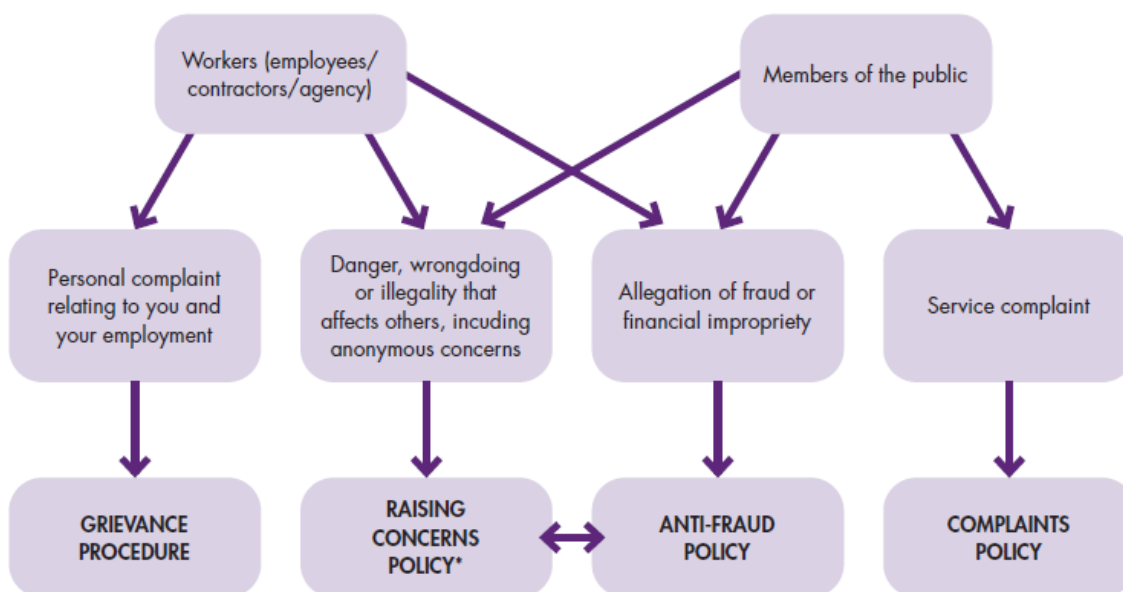 Workers (employees/
contractors/agency)
Members of the public
Personal complaint
relating to you and
your employment
Danger, wrongdoing
or illegality that
affects others, incuding
anonymous concerns
Allegation of fraud or
financial impropriety
Service complaint
GRIEVANCE
PROCEDURE
RAISING
CONCERNS
POLICY*
ANTI-FRAUD
POLICY
COMPLAINTS
POLICY